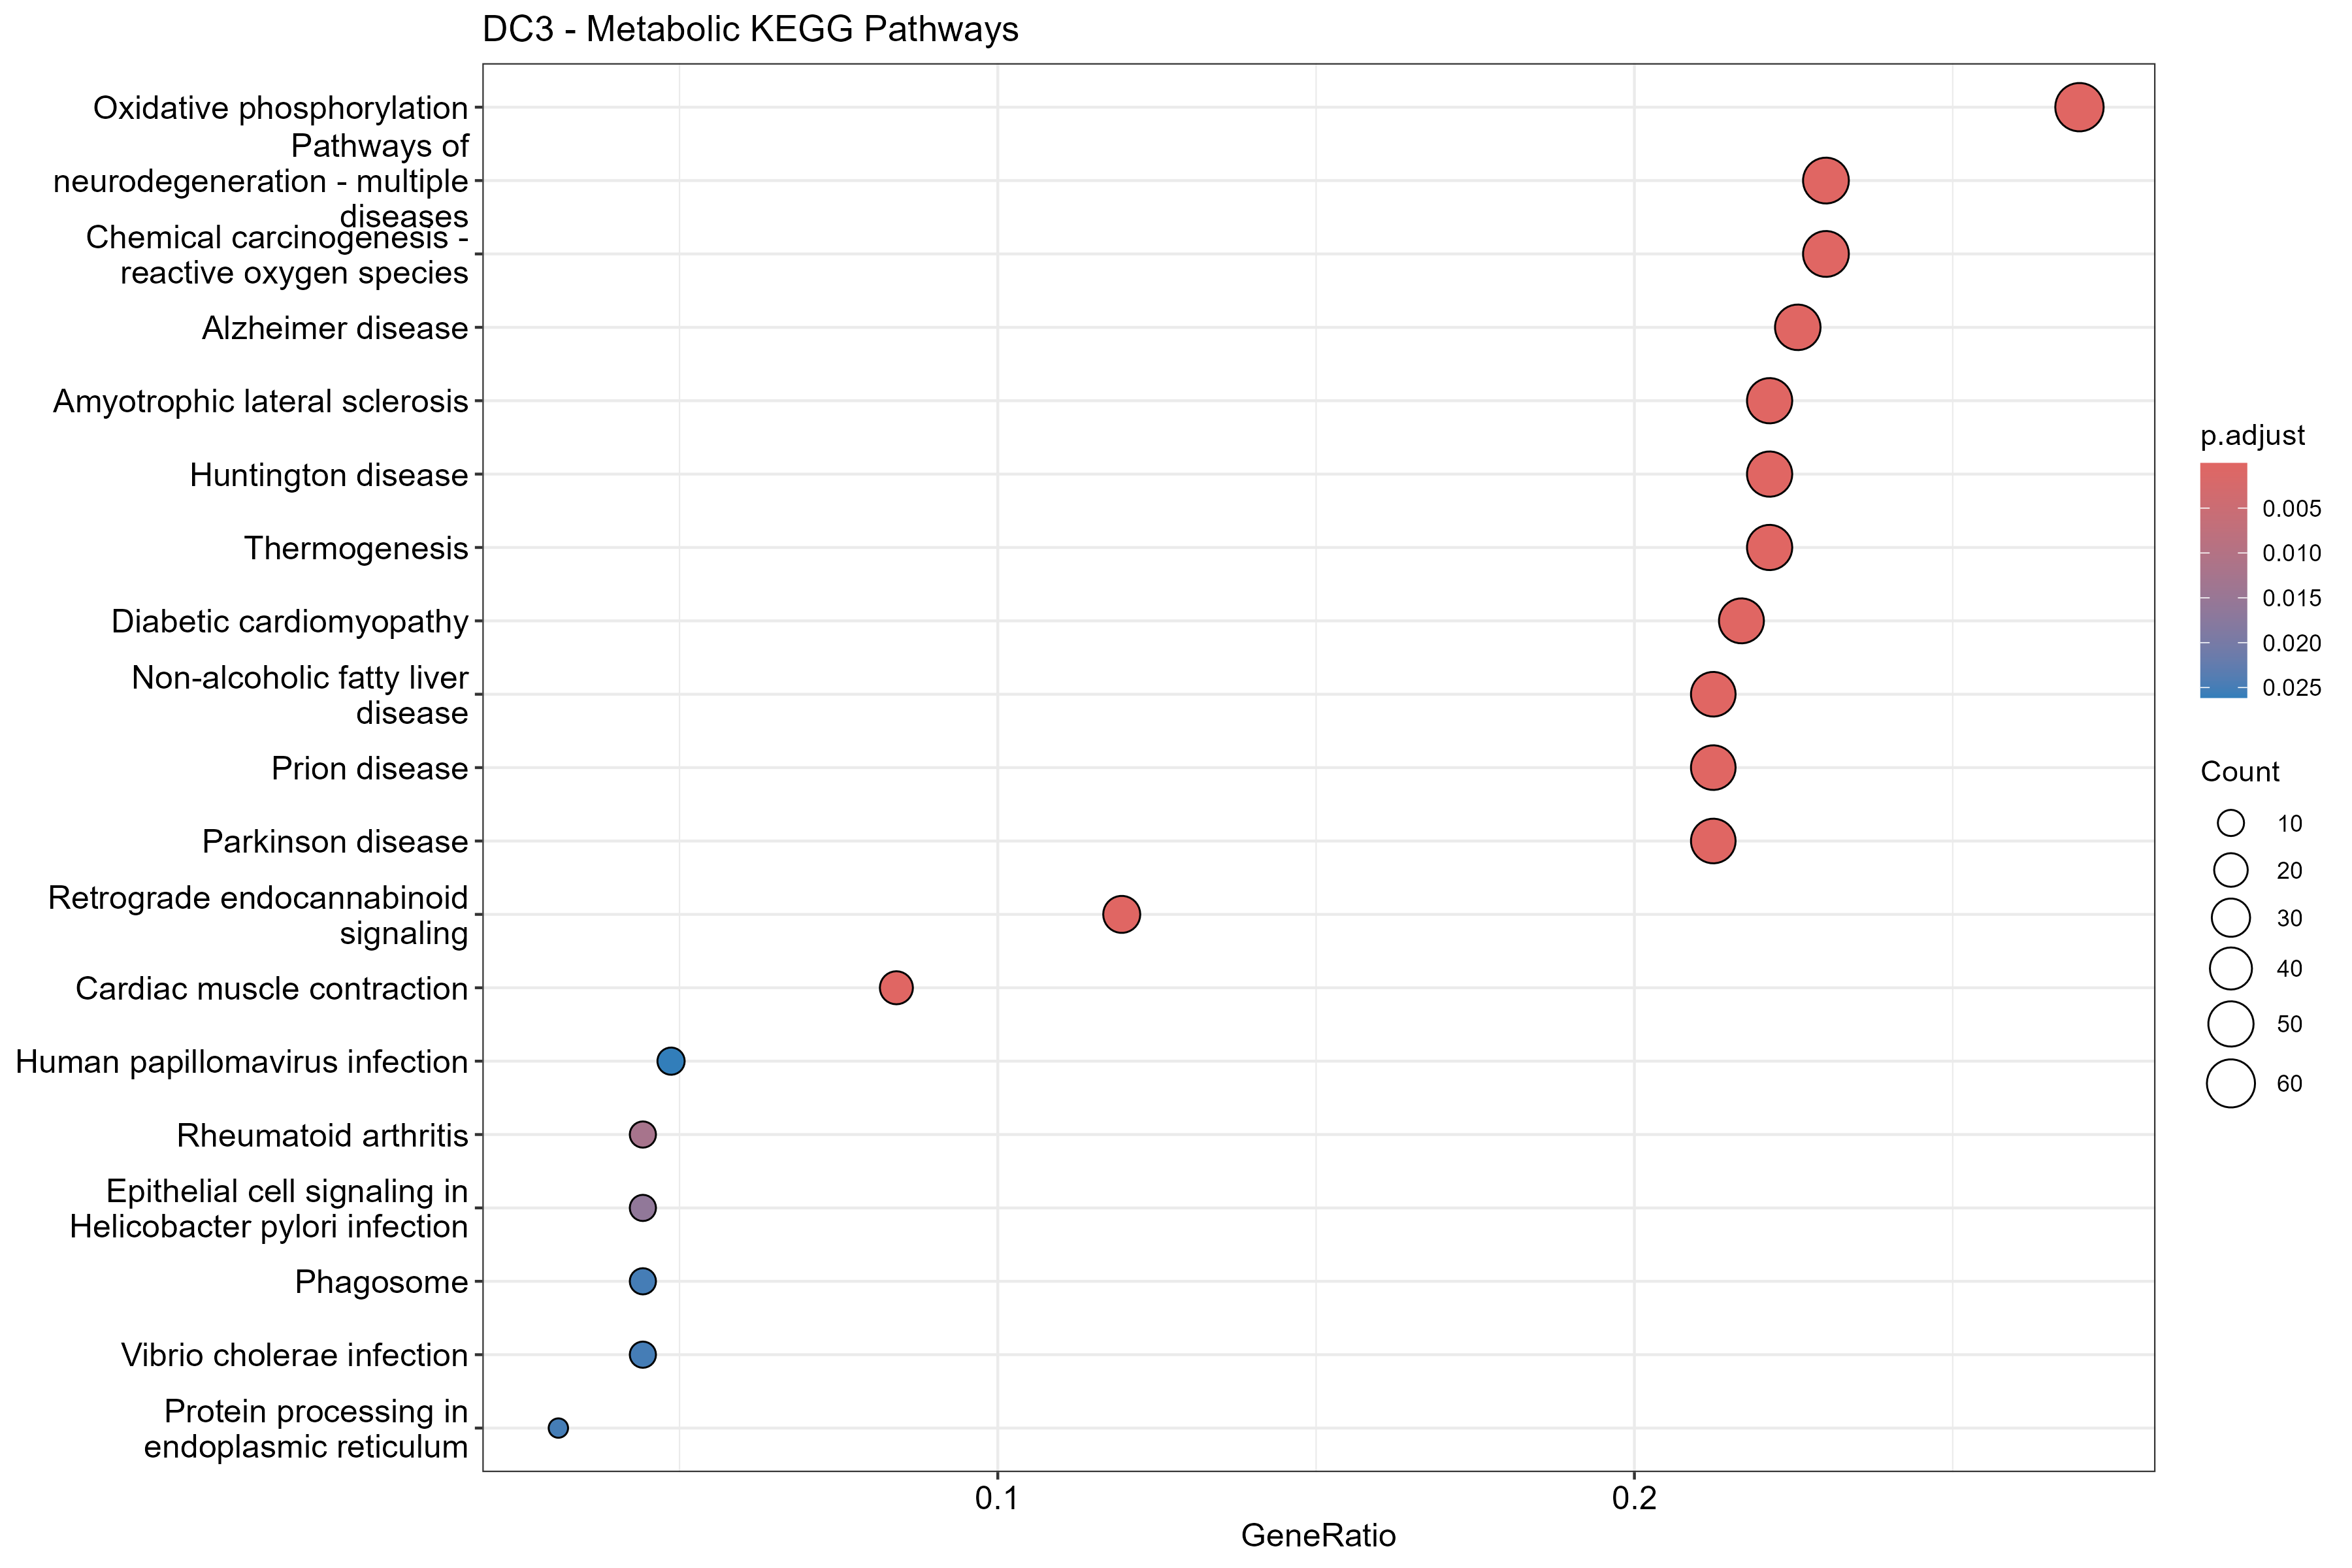 DC3 - Metabolic KEGG Pathways
Oxidative phosphorylation
Pathways of
neurodegeneration - multiple
diseases
Chemical carcinogenesis -
reactive oxygen species
Alzheimer disease
Amyotrophic lateral sclerosis
Huntington disease
Thermogenesis
Diabetic cardiomyopathy
Non-alcoholic fatty liver
disease
Prion disease
Parkinson disease
Retrograde endocannabinoid
signaling
Cardiac muscle contraction
Human papillomavirus infection
Rheumatoid arthritis
Epithelial cell signaling in
Helicobacter pylori infection
Phagosome
Vibrio cholerae infection
Protein processing in
endoplasmic reticulum
0.1
0.2
GeneRatio
p.adjust
0.005
0.010
0.015
0.020
0.025
Count
10
20
30
40
50
60